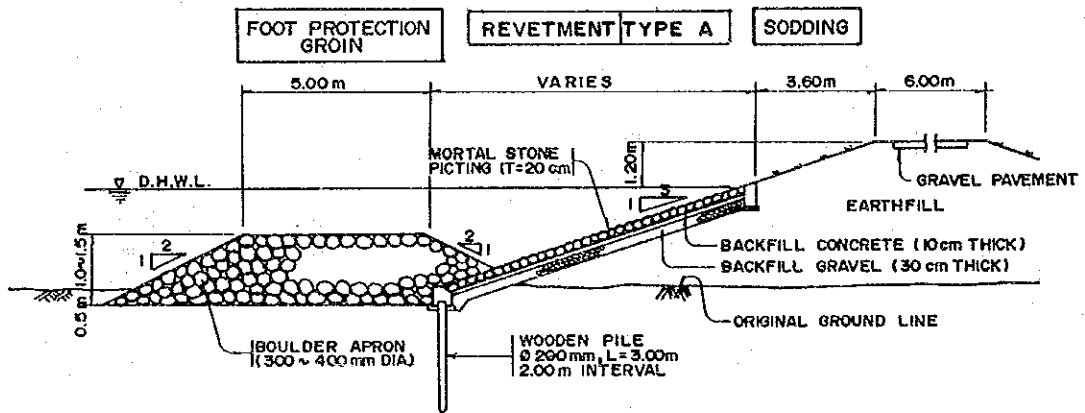 FOOT PROTECTION
GROIN
REVETMENT TYPE A
SODDING
5.00 m
VARIES
3.60m
6.00m
MORTAL STONE
PICTING (T=20 cm)
1.20m
D.H.W.L.
GRAVEL PAVEMENT
EARTHFILL
3
1
2
1
2
1
1.0~1.5m
0.5m
BACKFILL CONCRETE (10cm THICK)
BACKFILL GRAVEL (30 cm THICK)
ORIGINAL GROUND LINE
BOULDER APRON
(300 ~ 400 mm DIA)
WOODEN PILE
Ø 200 mm, L= 3.00m
2.00 m INTERVAL